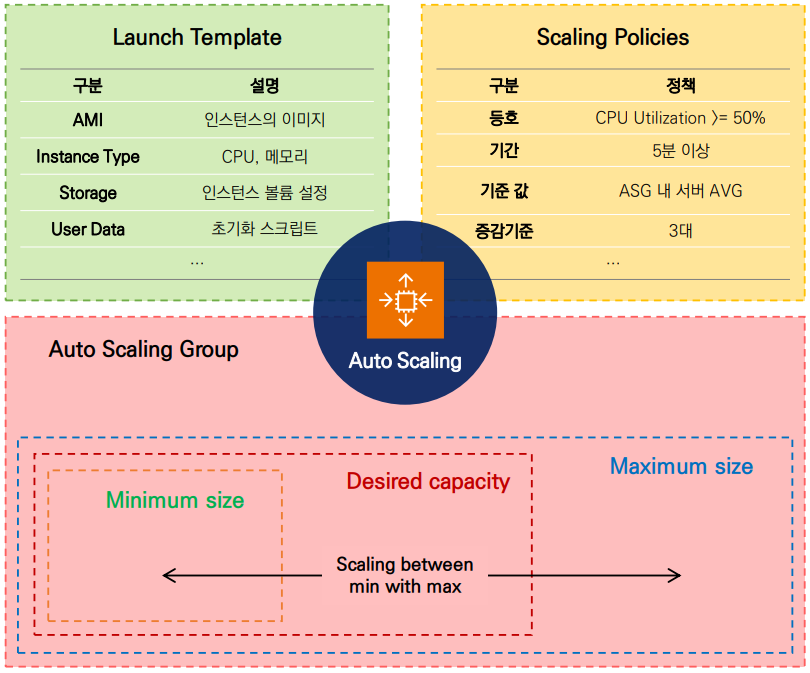 Launch Template
구분 설명
AMI 인스턴스의 이미지
Instance Type CPU, 메모리
Storage 인스턴스 볼륨 설정
User Data 초기화 스크립트
...
Scaling Policies
구분 정책
등호 CPU Utilization >= 50%
기간 5분 이상
기준 값 ASG 내 서버 AVG
증감기준 3대
...
Auto Scaling
Auto Scaling Group
Minimum size
Desired capacity
Maximum size
Scaling between
min with max